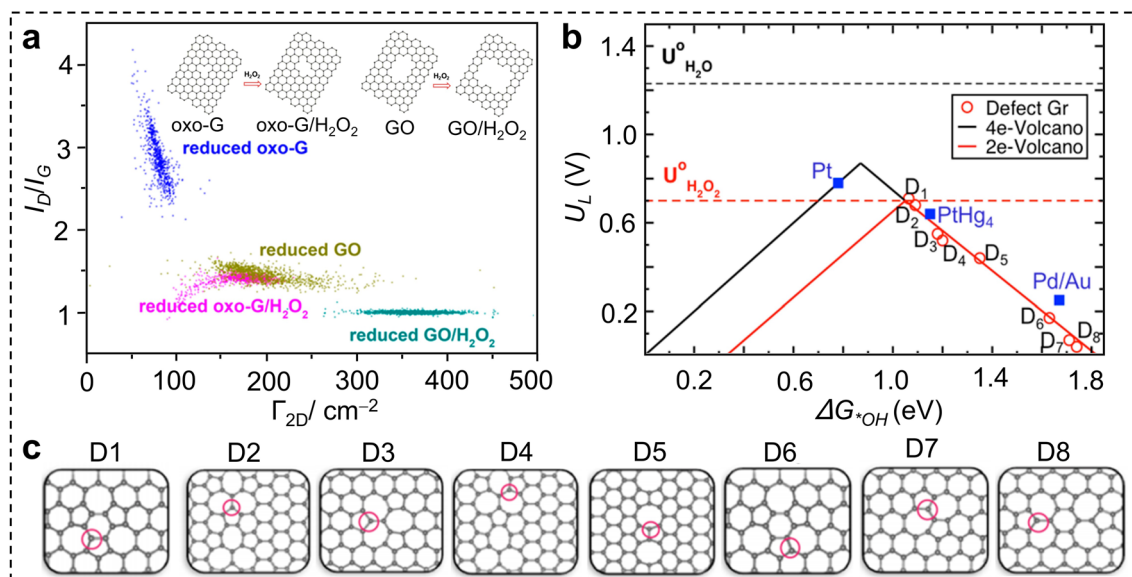 a
4
3
2
1
I_D/I_G
0
100
200
300
400
500
Γ2D/ cm⁻²
H₂O₂
H₂O₂
oxo-G
oxo-G/H₂O₂
GO
GO/H₂O₂
reduced oxo-G
reduced GO
reduced oxo-G/H₂O₂
reduced GO/H₂O₂
b
1.4
1.0
0.6
0.2
U_L (V)
0.2
0.6
1.0
1.4
1.8
ΔG*OH (eV)
U°H₂O
Defect Gr
4e-Volcano
2e-Volcano
U°H₂O₂
Pt
D₁
D₂
PtHg₄
D₃
D₄
D₅
Pd/Au
D₆
D₇
D₈
c
D1 D2 D3 D4 D5 D6 D7 D8